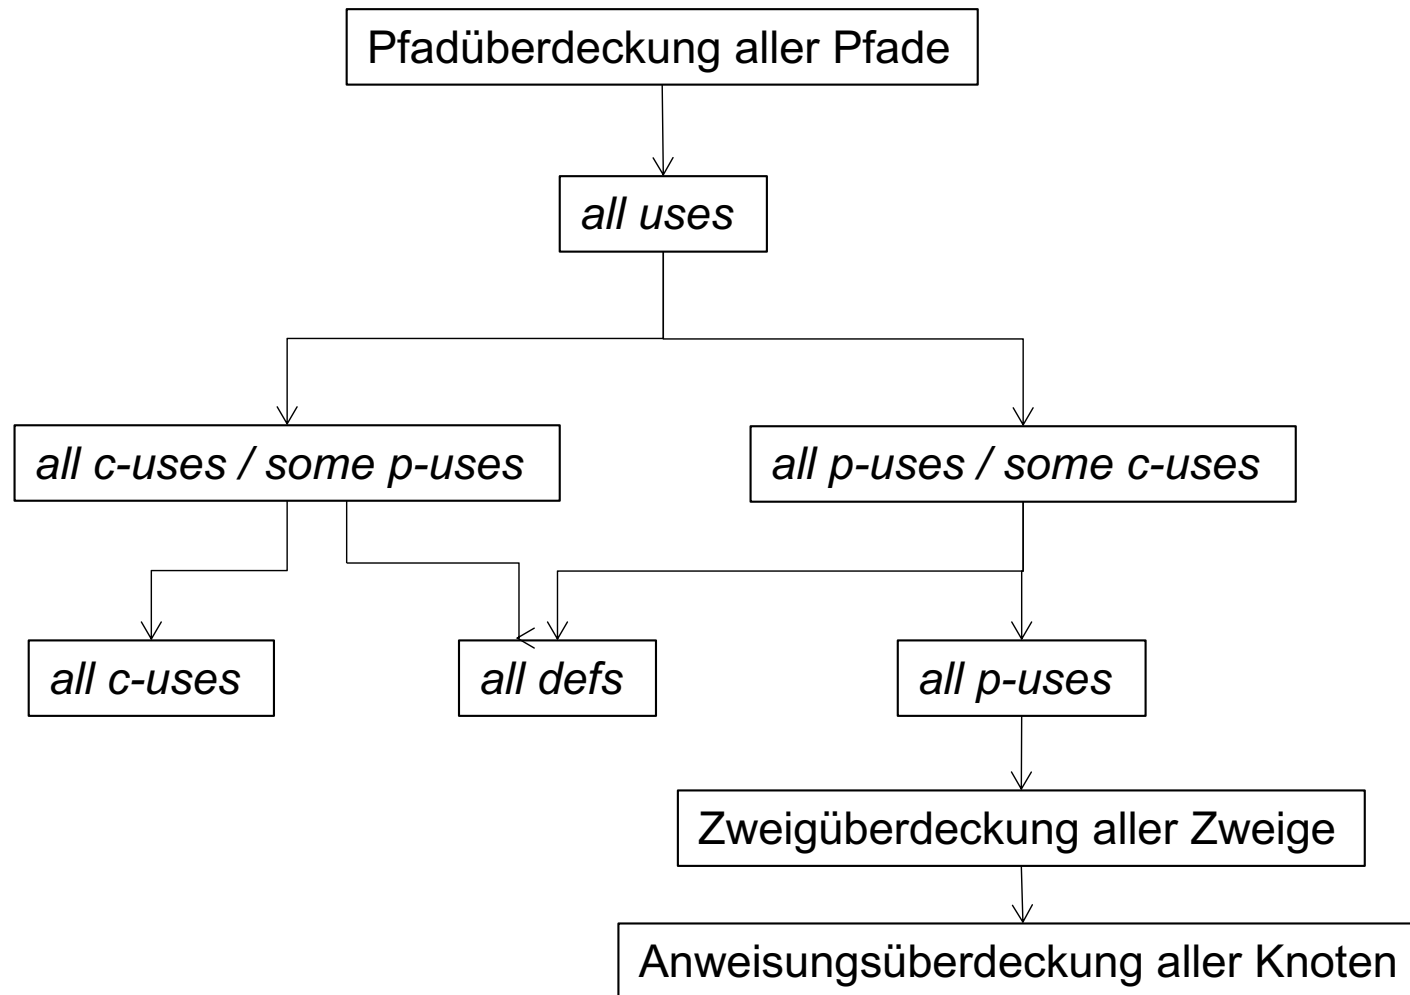 Pfadüberdeckung aller Pfade
all uses
all c-uses / some p-uses
all p-uses / some c-uses
all c-uses
all defs
all p-uses
Zweigüberdeckung aller Zweige
Anweisungsüberdeckung aller Knoten